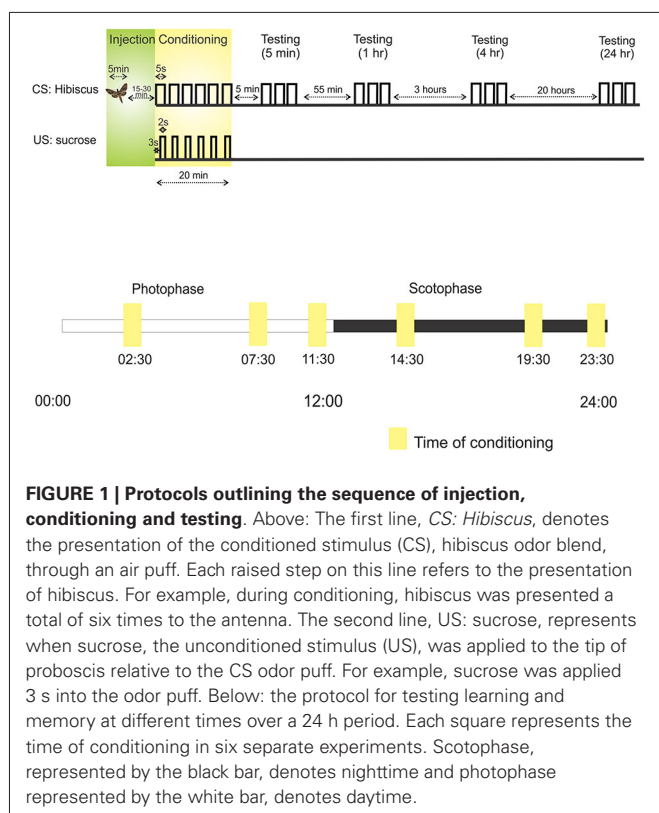 Injection Conditioning Testing Testing Testing Testing
(5 min) (1 hr) (4 hr) (24 hr)
5min 5s
CS: Hibiscus 15-30 min 5 min 55 min 3 hours 20 hours
2s
US: sucrose 3s
20 min
Photophase Scotophase
02:30 07:30 11:30 14:30 19:30 23:30
00:00 12:00 24:00
Time of conditioning
FIGURE 1 | Protocols outlining the sequence of injection,
conditioning and testing. Above: The first line, CS: Hibiscus, denotes
the presentation of the conditioned stimulus (CS), hibiscus odor blend,
through an air puff. Each raised step on this line refers to the presentation
of hibiscus. For example, during conditioning, hibiscus was presented a
total of six times to the antenna. The second line, US: sucrose, represents
when sucrose, the unconditioned stimulus (US), was applied to the tip of
proboscis relative to the CS odor puff. For example, sucrose was applied
3 s into the odor puff. Below: the protocol for testing learning and
memory at different times over a 24 h period. Each square represents the
time of conditioning in six separate experiments. Scotophase,
represented by the black bar, denotes nighttime and photophase
represented by the white bar, denotes daytime.